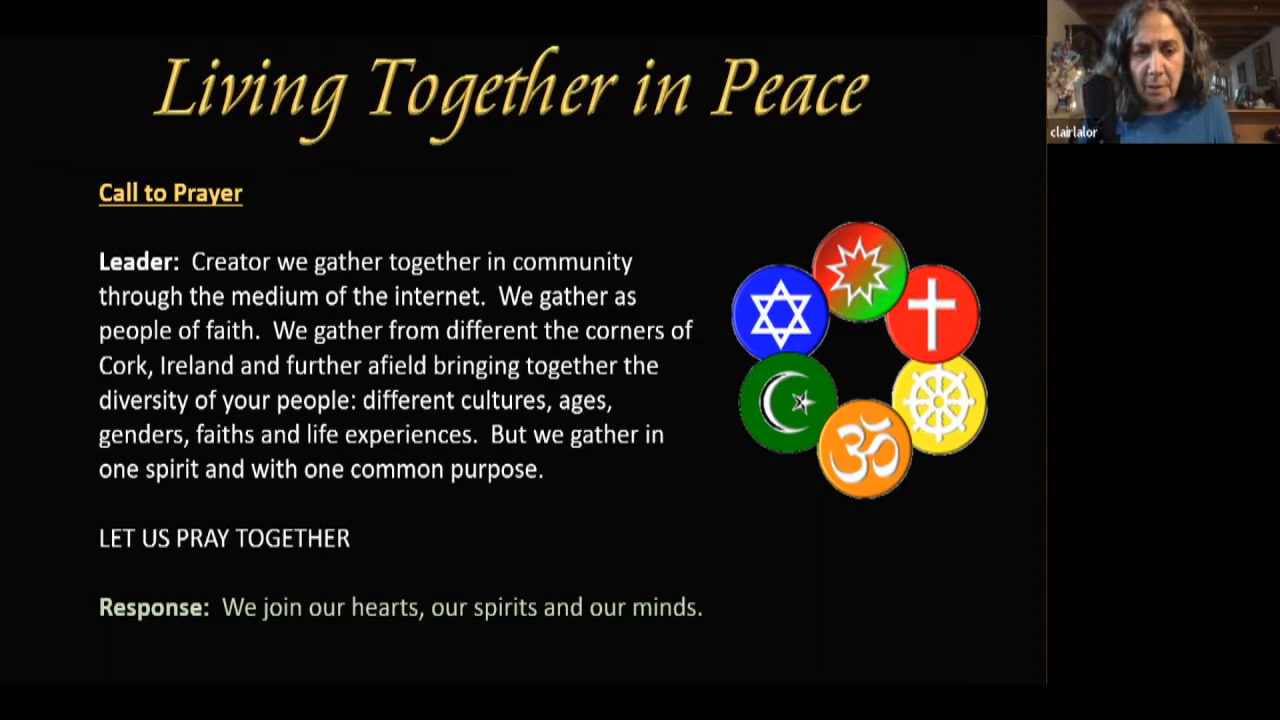 Living Together in Peace
clairlalor
Call to Prayer
Leader: Creator we gather together in community
through the medium of the internet. We gather as
people of faith. We gather from different the corners of
Cork, Ireland and further afield bringing together the
diversity of your people: different cultures, ages,
genders, faiths and life experiences. But we gather in
one spirit and with one common purpose.
ॐ
LET US PRAY TOGETHER
Response: We join our hearts, our spirits and our minds.